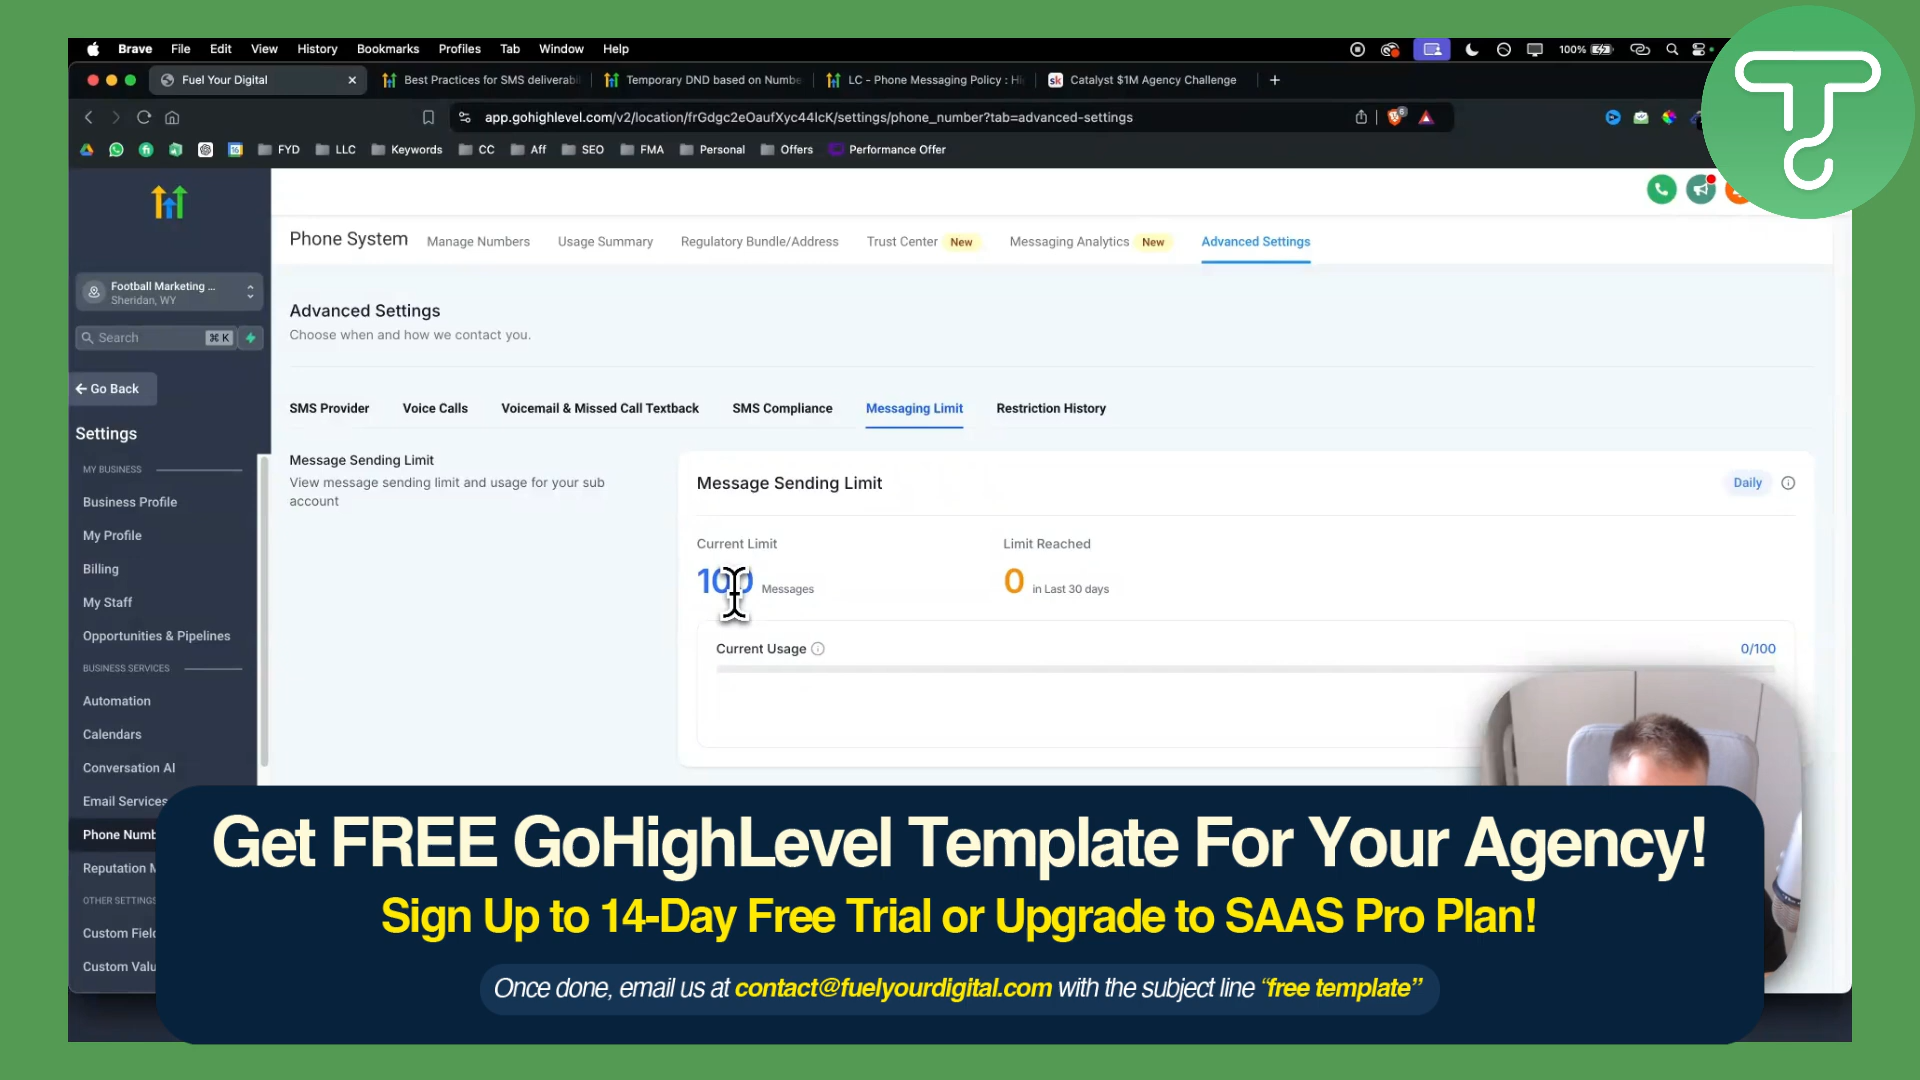 Brave File Edit View History Bookmarks Profiles Tab Window Help 100%
Fuel Your Digital Best Practices for SMS deliverabi Temporary DND based on Numbe LC - Phone Messaging Policy : Hi sk Catalyst $1M Agency Challenge
app.gohighlevel.com/v2/location/frGdgc2eOaufXyc44IcK/settings/phone_number?tab=advanced-settings
FYD LLC Keywords CC Aff SEO FMA Personal Offers Performance Offer
Phone System Manage Numbers Usage Summary Regulatory Bundle/Address Trust Center New Messaging Analytics New Advanced Settings
Football Marketing ...
Sheridan, WY
Search ⌘ K
Go Back
Settings
MY BUSINESS
Business Profile
My Profile
Billing
My Staff
Opportunities & Pipelines
BUSINESS SERVICES
Automation
Calendars
Conversation AI
Email Services
Phone Numb
Reputation M
OTHER SETTINGS
Custom Field
Custom Valu
Advanced Settings
Choose when and how we contact you.
SMS Provider Voice Calls Voicemail & Missed Call Textback SMS Compliance Messaging Limit Restriction History
Message Sending Limit
View message sending limit and usage for your sub
account
Message Sending Limit Daily
Current Limit Limit Reached
100 Messages 0 in Last 30 days
Current Usage 0/100
Get FREE GoHighLevel Template For Your Agency!
Sign Up to 14-Day Free Trial or Upgrade to SAAS Pro Plan!
Once done, email us at contact@fuelyourdigital.com with the subject line “free template”